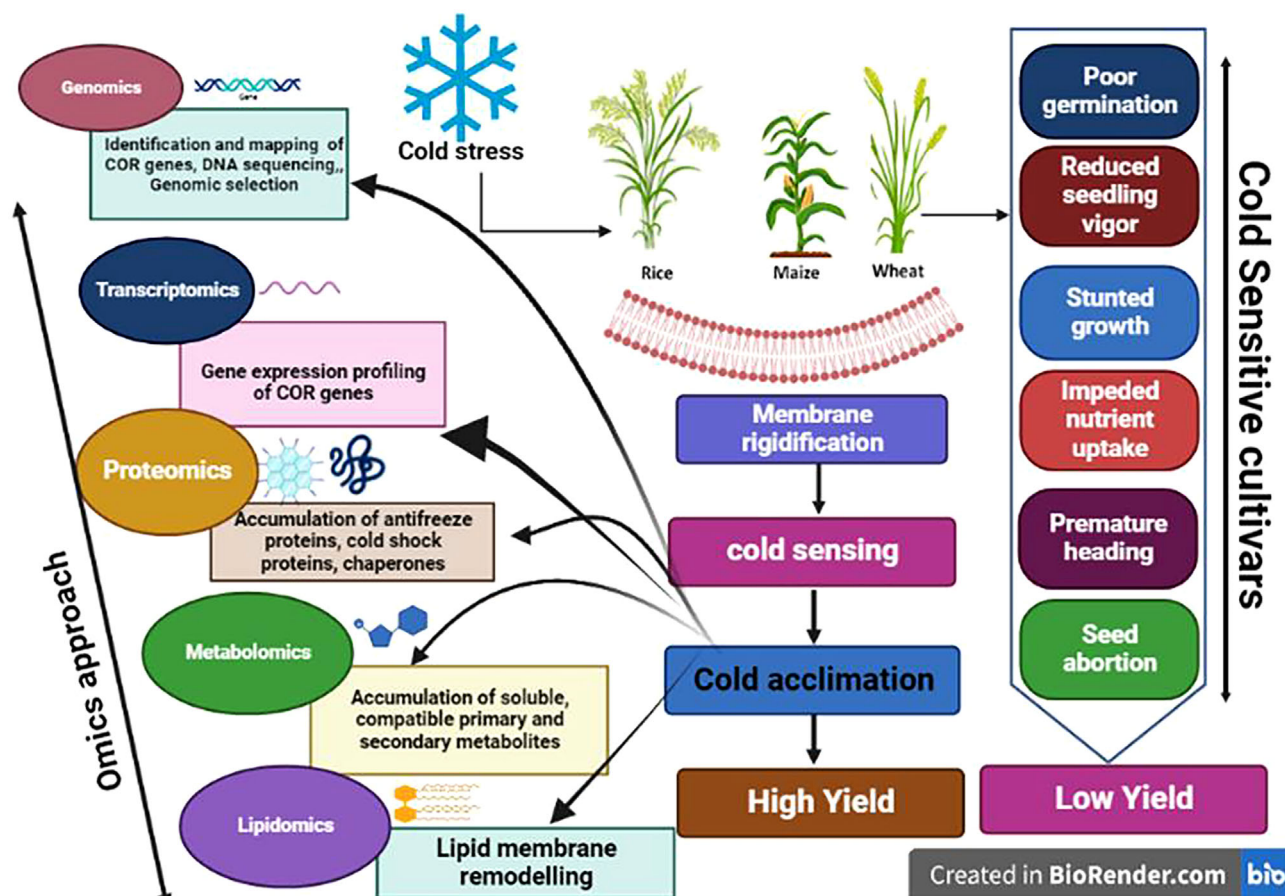 Genomics
Gene
Identification and mapping of
COR genes, DNA sequencing,,
Genomic selection
Transcriptomics
Gene expression profiling
of COR genes
Proteomics
Accumulation of antifreeze
proteins, cold shock
proteins, chaperones
Metabolomics
Accumulation of soluble,
compatible primary and
secondary metabolites
Lipidomics
Lipid membrane
remodelling
Omics approach
Cold stress
Rice
Maize
Wheat
Membrane
rigidification
cold sensing
Cold acclimation
High Yield
Poor
germination
Reduced
seedling
vigor
Stunted
growth
Impeded
nutrient
uptake
Premature
heading
Seed
abortion
Low Yield
Cold Sensitive cultivars
Created in BioRender.com
bio